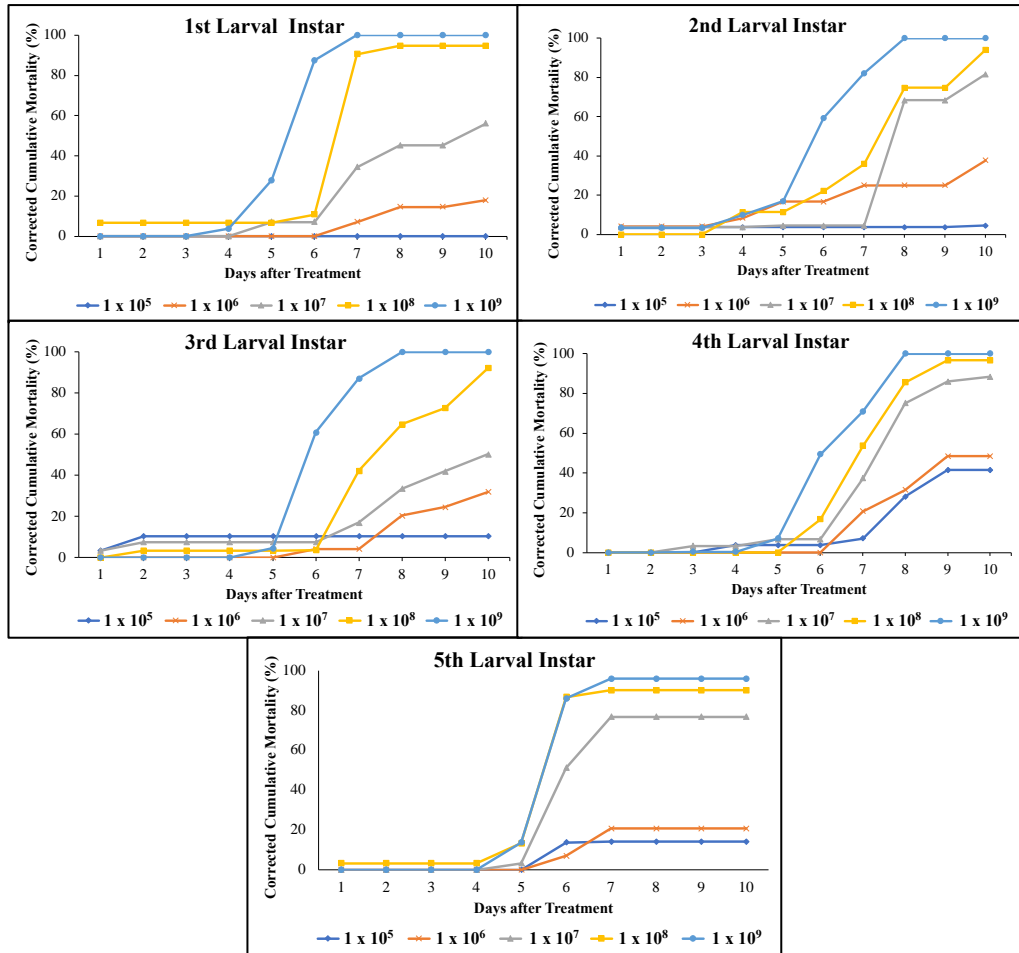 1st Larval Instar
Corrected Cumulative Mortality (%)
100
80
60
40
20
0
1 2 3 4 5 6 7 8 9 10
Days after Treatment
1 x 10⁵ 1 x 10⁶ 1 x 10⁷ 1 x 10⁸ 1 x 10⁹
2nd Larval Instar
Corrected Cumulative Mortality (%)
100
80
60
40
20
0
1 2 3 4 5 6 7 8 9 10
Days after Treatment
1 x 10⁵ 1 x 10⁶ 1 x 10⁷ 1 x 10⁸ 1 x 10⁹
3rd Larval Instar
Corrected Cumulative Mortality (%)
100
80
60
40
20
0
1 2 3 4 5 6 7 8 9 10
Days after Treatment
1 x 10⁵ 1 x 10⁶ 1 x 10⁷ 1 x 10⁸ 1 x 10⁹
4th Larval Instar
Corrected Cumulative Mortality (%)
100
80
60
40
20
0
1 2 3 4 5 6 7 8 9 10
Days after Treatment
1 x 10⁵ 1 x 10⁶ 1 x 10⁷ 1 x 10⁸ 1 x 10⁹
5th Larval Instar
Corrected Cumulative Mortality (%)
100
80
60
40
20
0
1 2 3 4 5 6 7 8 9 10
Days after Treatment
1 x 10⁵ 1 x 10⁶ 1 x 10⁷ 1 x 10⁸ 1 x 10⁹